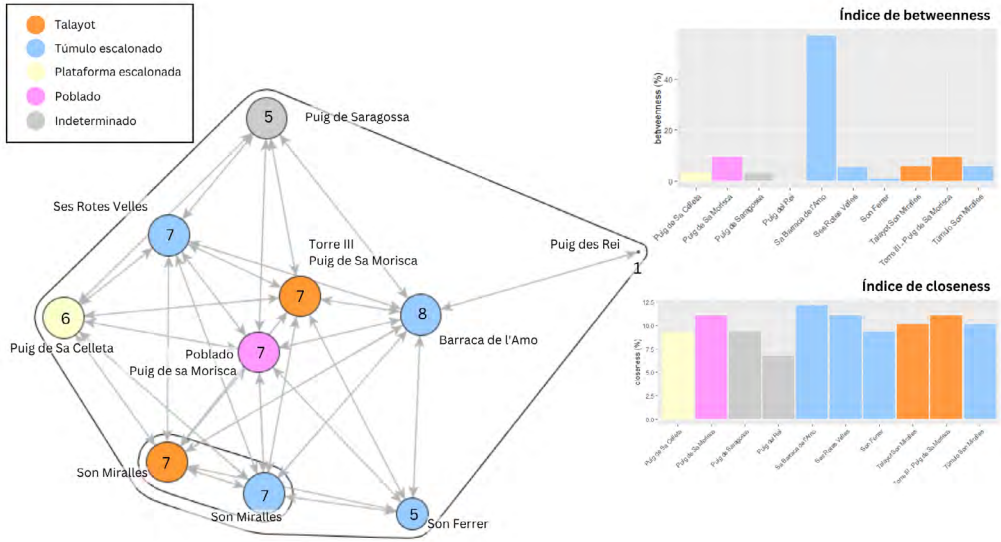 Talayot
Túmulo escalonado
Plataforma escalonada
Poblado
Indeterminado
5
Puig de Saragossa
Ses Rotes Velles
7
Torre III
Puig de Sa Morisca
7
Puig des Rei
1
6
Puig de Sa Celleta
8
Barraca de l'Amo
Poblado
Puig de sa Morisca
7
7
Son Miralles
7
Son Miralles
5
Son Ferrer
Índice de betweenness
betweenness (%)
40
20
0
Puig de Sa Celleta
Puig de Sa Morisca
Puig de Saragossa
Puig del Rei
Sa Barraca de l'Amo
Ses Rotes Velles
Son Ferrer
Talayot Son Miralles
Torre III - Puig de Sa Morisca
Túmulo Son Miralles
Índice de closeness
closeness (%)
12.5
10.0
7.5
5.0
2.5
0.0
Puig de Sa Celleta
Puig de Sa Morisca
Puig de Saragossa
Puig del Rei
Sa Barraca de l'Amo
Ses Rotes Velles
Son Ferrer
Talayot Son Miralles
Torre III - Puig de Sa Morisca
Túmulo Son Miralles